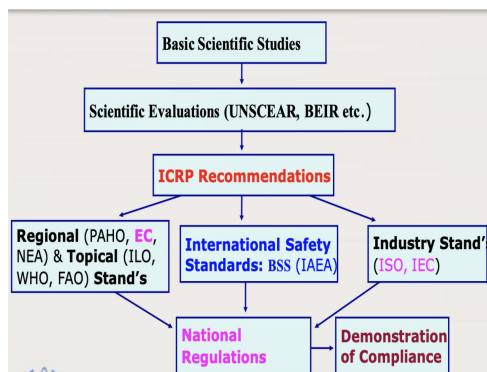 Basic Scientific Studies
Scientific Evaluations (UNSCEAR, BEIR etc.)
ICRP Recommendations
Regional (PAHO, EC,
NEA) & Topical (ILO,
WHO, FAO) Stand's
International Safety
Standards: BSS (IAEA)
Industry Stand's
(ISO, IEC)
National
Regulations
Demonstration
of Compliance